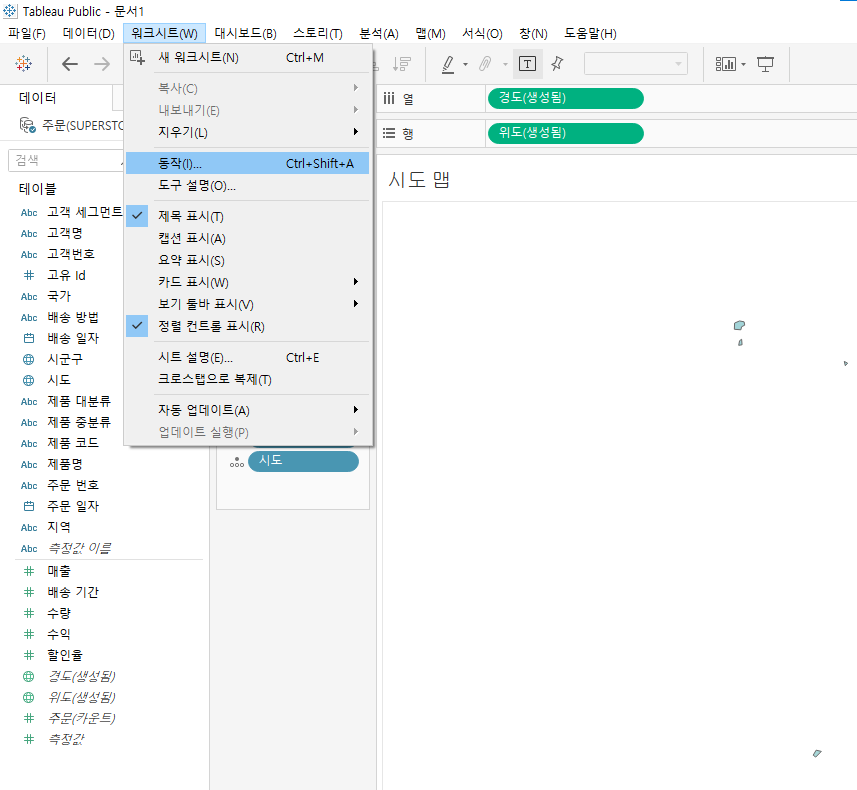 Tableau Public - 문서1
파일(F) 데이터(D) 워크시트(W) 대시보드(B) 스토리(T) 분석(A) 맵(M) 서식(O) 창(N) 도움말(H)
새 워크시트(N) Ctrl+M
복사(C)
내보내기(E)
지우기(L)
동작(I)... Ctrl+Shift+A
도구 설명(O)...
제목 표시(T)
캡션 표시(A)
요약 표시(S)
카드 표시(W)
보기 툴바 표시(V)
정렬 컨트롤 표시(R)
시트 설명(E)... Ctrl+E
크로스탭으로 복제(T)
자동 업데이트(A)
업데이트 실행(P)
데이터
주문(SUPERSTO
검색
테이블
Abc 고객 세그먼트
Abc 고객명
Abc 고객번호
# 고유 Id
Abc 국가
Abc 배송 방법
배송 일자
시군구
시도
Abc 제품 대분류
Abc 제품 중분류
Abc 제품 코드
Abc 제품명
Abc 주문 번호
주문 일자
Abc 지역
Abc 측정값 이름
# 매출
# 배송 기간
# 수량
# 수익
# 할인율
경도(생성됨)
위도(생성됨)
# 주문(카운트)
# 측정값
시도
열 경도(생성됨)
행 위도(생성됨)
시도 맵